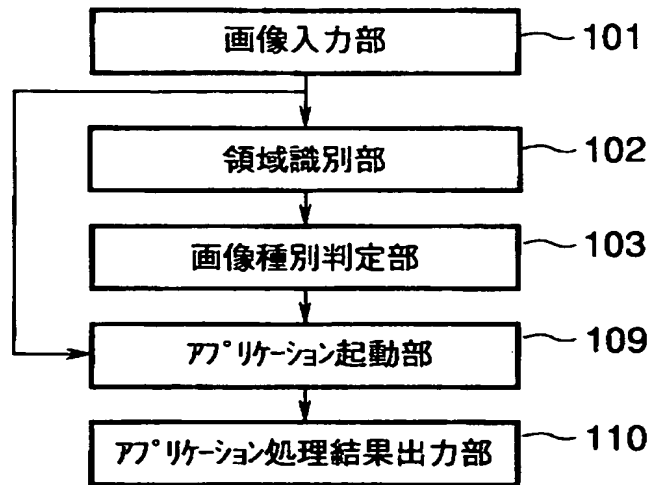 画像入力部 101
領域識別部 102
画像種別判定部 103
アプリケーション起動部 109
アプリケーション処理結果出力部 110